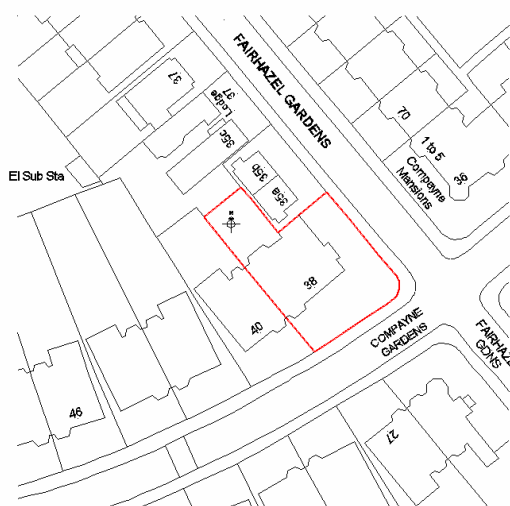 FAIRHAZEL GARDENS
37
37
Lodge
35c
70
1 to 5
Compayne
Mansions
36
35b
El Sub Sta
35a
38
40
COMPAYNE
GARDENS
FAIRHAZE
GDNS
46
27